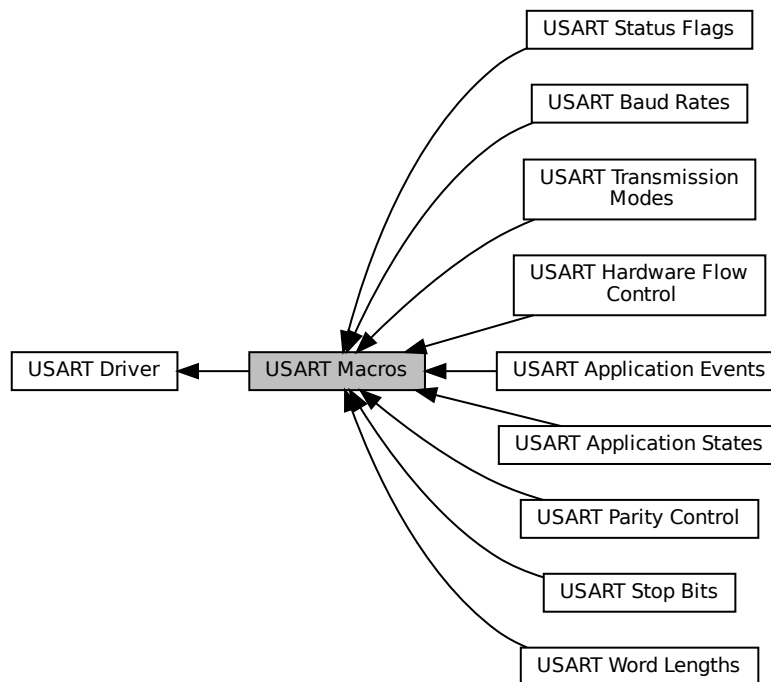 USART Status Flags
USART Baud Rates
USART Transmission
Modes
USART Hardware Flow
Control
USART Driver
USART Macros
USART Application Events
USART Application States
USART Parity Control
USART Stop Bits
USART Word Lengths